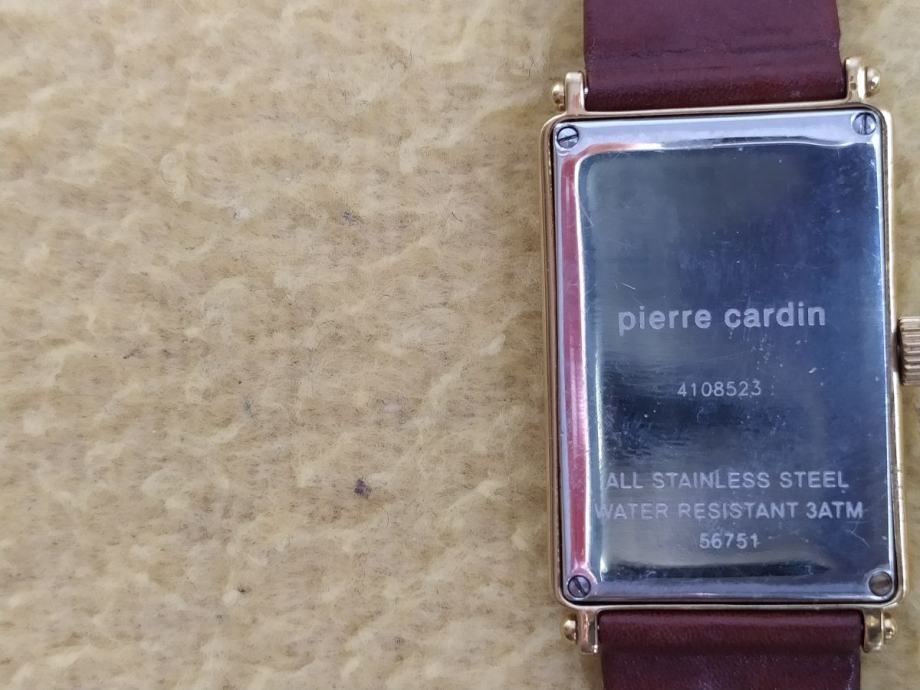 pierre cardin
4108523
ALL STAINLESS STEEL
WATER RESISTANT 3ATM
56751